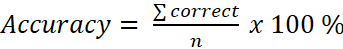 Accuracy = ∑ correct / n x 100 %